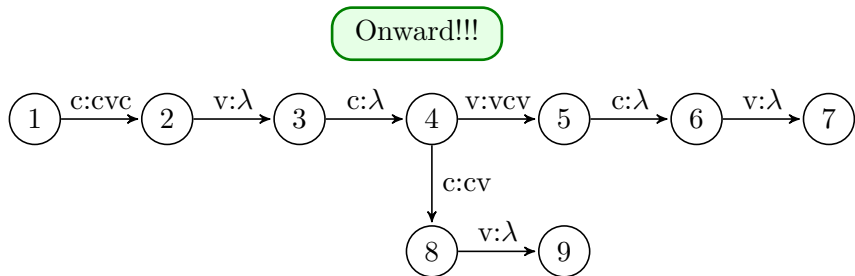 Onward!!!
c:cvc v:λ c:λ v:vcv c:λ v:λ
1 2 3 4 5 6 7
c:cv
v:λ
8 9